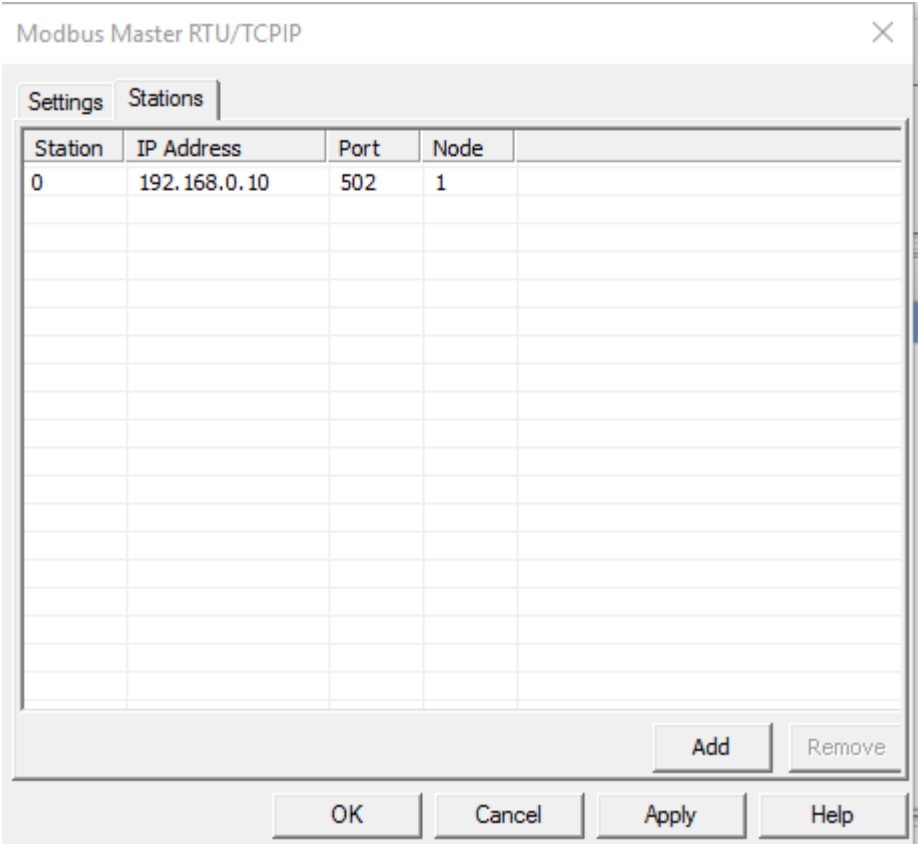 Modbus Master RTU/TCPIP
Settings Stations
Station IP Address Port Node
0 192.168.0.10 502 1
Add Remove
OK Cancel Apply Help